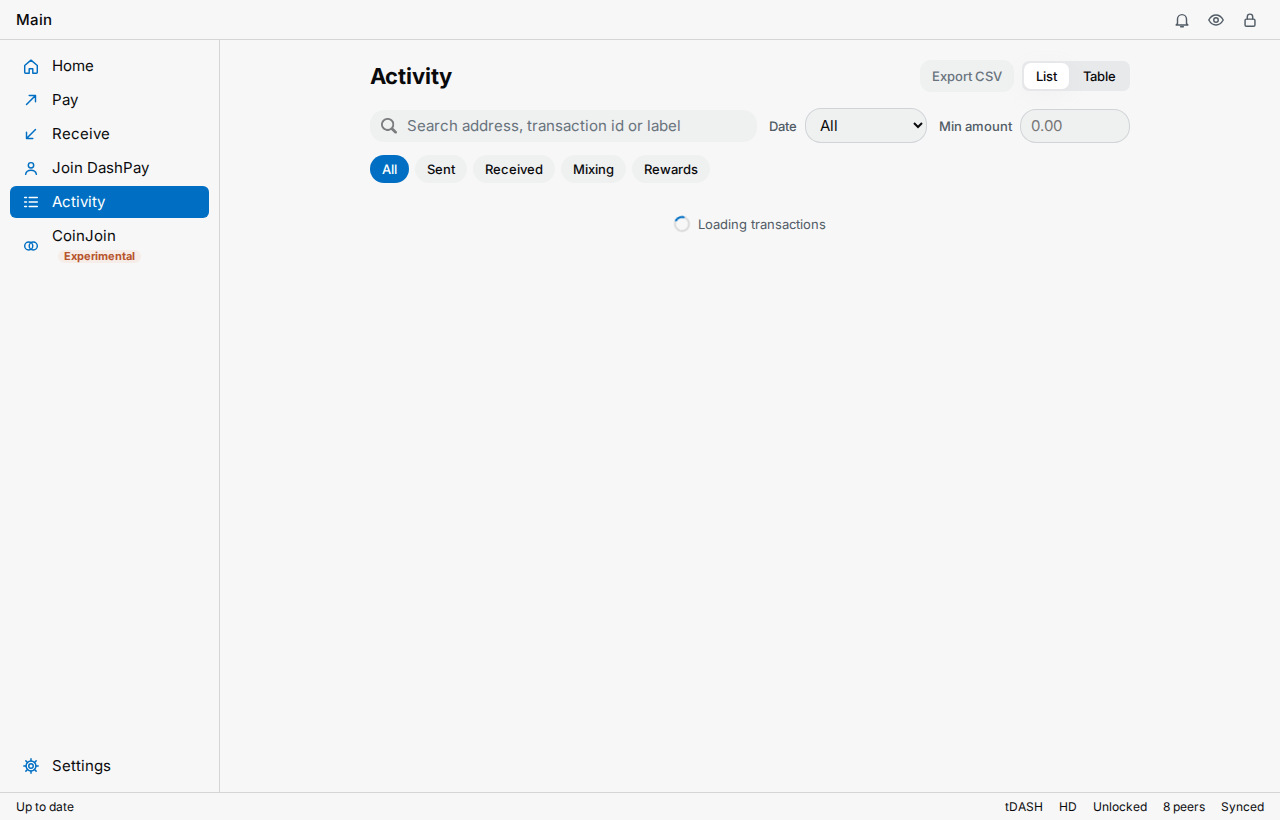 Main
Home
Pay
Receive
Join DashPay
Activity
CoinJoin
Experimental
Settings
Activity
Export CSV
List
Table
Search address, transaction id or label
Date
All
Min amount
0.00
All
Sent
Received
Mixing
Rewards
Loading transactions
Up to date
tDASH
HD
Unlocked
8 peers
Synced